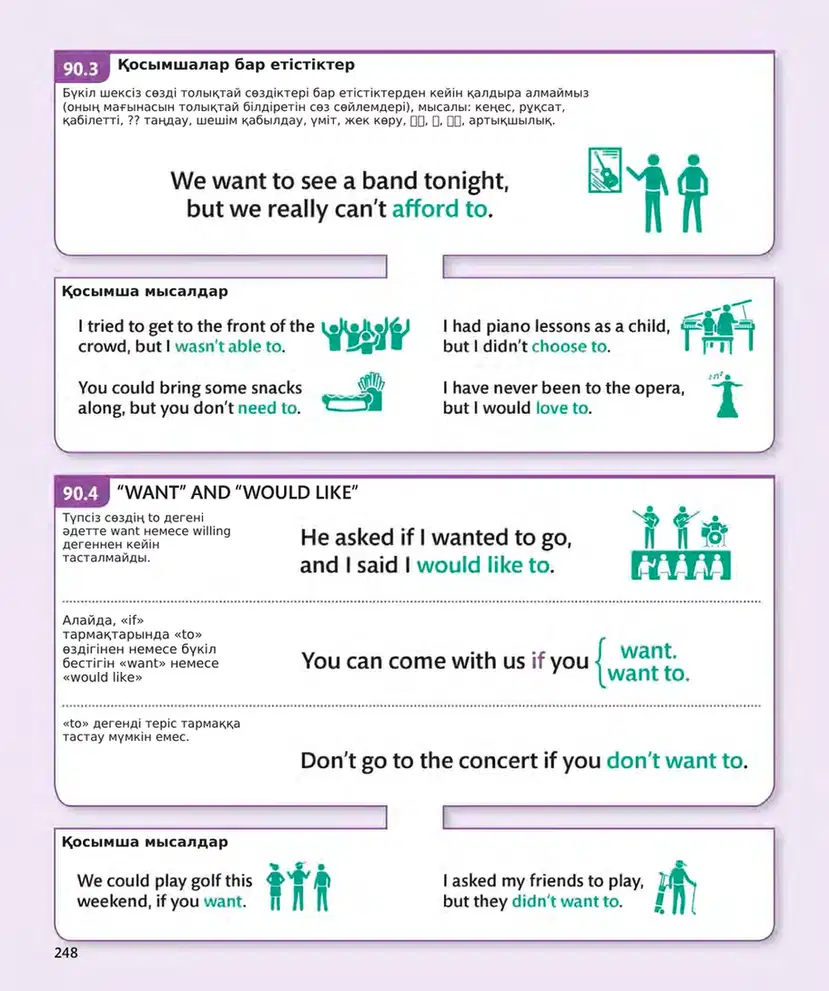 90.3 Қосымшалар бар етістіктер
Бүкіл шексіз сөзді толықтай сөздіктері бар етістіктерден кейін қалдыра алмаймыз
(оның мағынасын толықтай білдіретін сөз сөйлемдері), мысалы: кеңес, рұқсат,
қабілетті, ?? таңдау, шешім қабылдау, үміт, жек көру, ▯▯, ▯, ▯▯, артықшылық.
We want to see a band tonight,
but we really can't afford to.
Қосымша мысалдар
I tried to get to the front of the
crowd, but I wasn't able to.
I had piano lessons as a child,
but I didn't choose to.
You could bring some snacks
along, but you don't need to.
I have never been to the opera,
but I would love to.
90.4 "WANT" AND "WOULD LIKE"
Түпсіз сөздің to дегені
әдетте want немесе willing
дегеннен кейін
тасталмайды.
He asked if I wanted to go,
and I said I would like to.
Алайда, «if»
тармақтарында «to»
өздігінен немесе бүкіл
бестігін «want» немесе
«would like»
You can come with us if you { want.
want to.
«to» дегенді теріс тармаққа
тастау мүмкін емес.
Don't go to the concert if you don't want to.
Қосымша мысалдар
We could play golf this
weekend, if you want.
I asked my friends to play,
but they didn't want to.
248